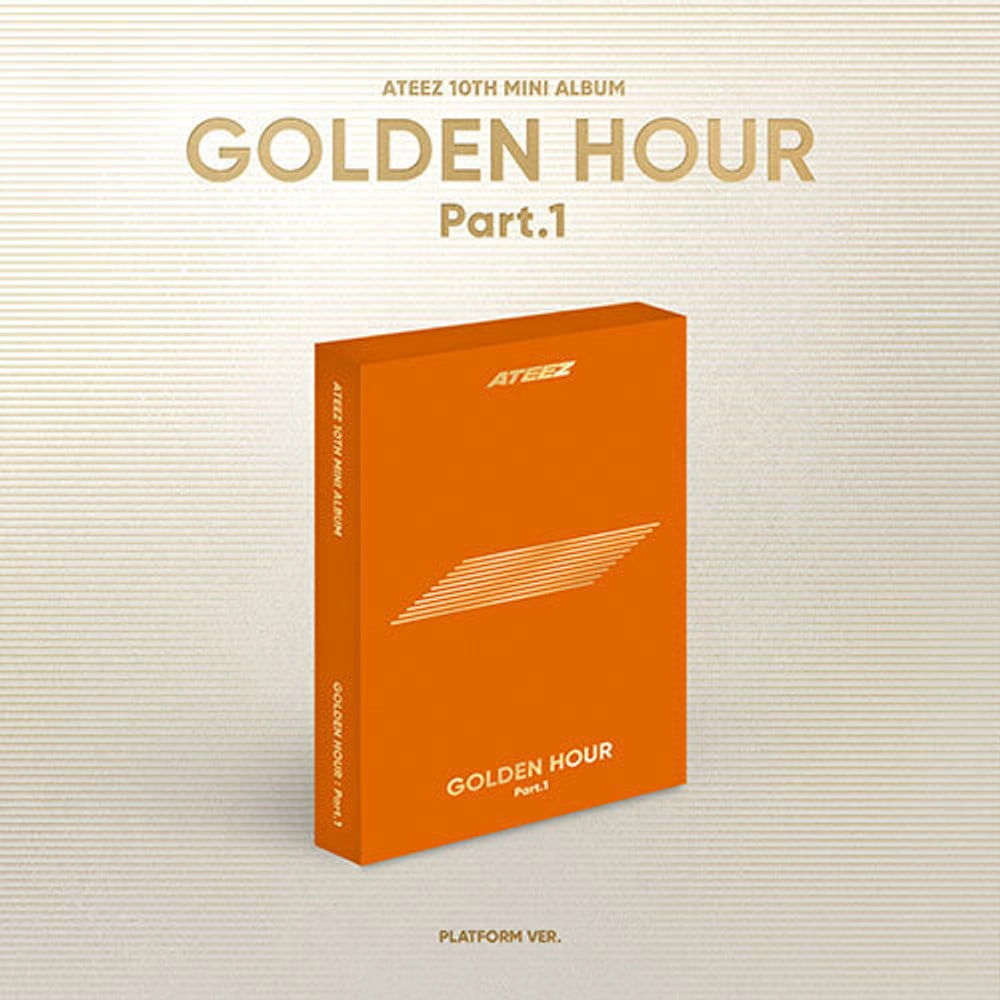 ATEEZ 10TH MINI ALBUM
GOLDEN HOUR
Part.1
ATEEZ
ATEEZ 10TH MINI ALBUM
GOLDEN HOUR : Part.1
GOLDEN HOUR
Part.1
PLATFORM VER.